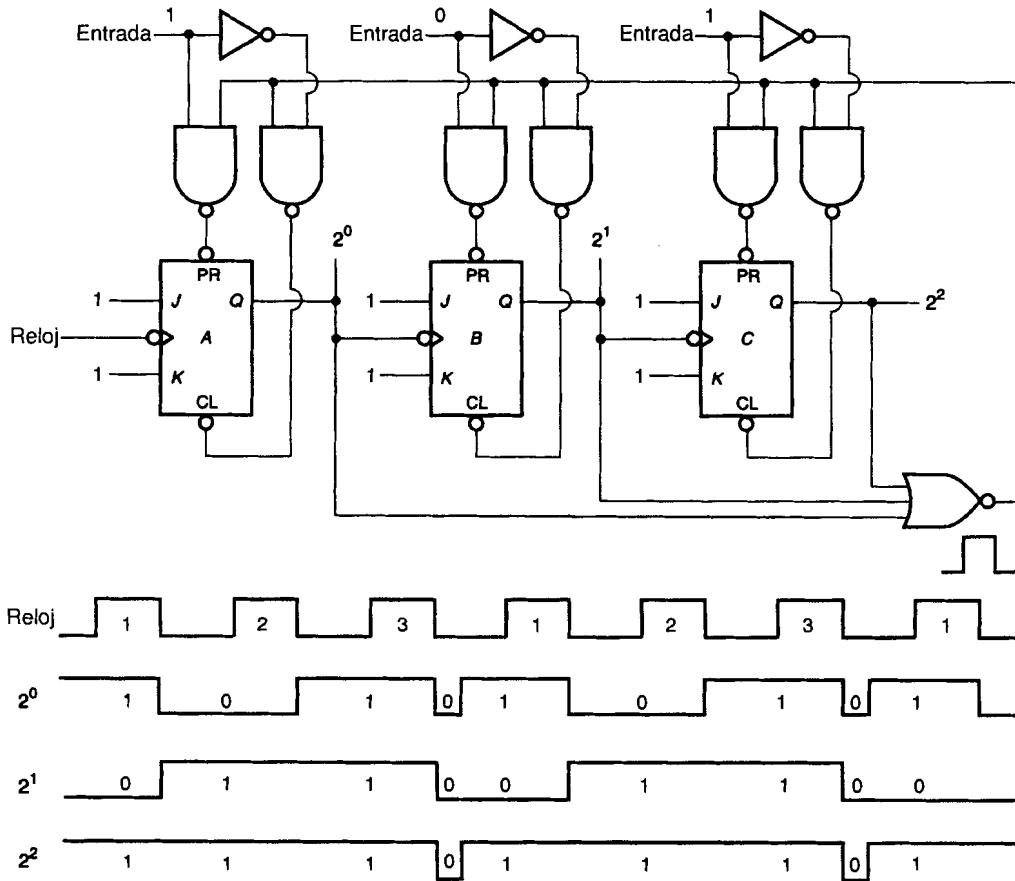 1 0 1
Entrada Entrada Entrada
2⁰ 2¹
PR PR PR
1 J Q 1 J Q 1 J Q 2²
Reloj A B C
1 K 1 K 1 K
CL CL CL
Reloj 1 2 3 1 2 3 1
2⁰ 1 0 1 0 1 0 1 0 1
2¹ 0 1 1 0 0 1 1 0 0
2² 1 1 1 0 1 1 1 0 1